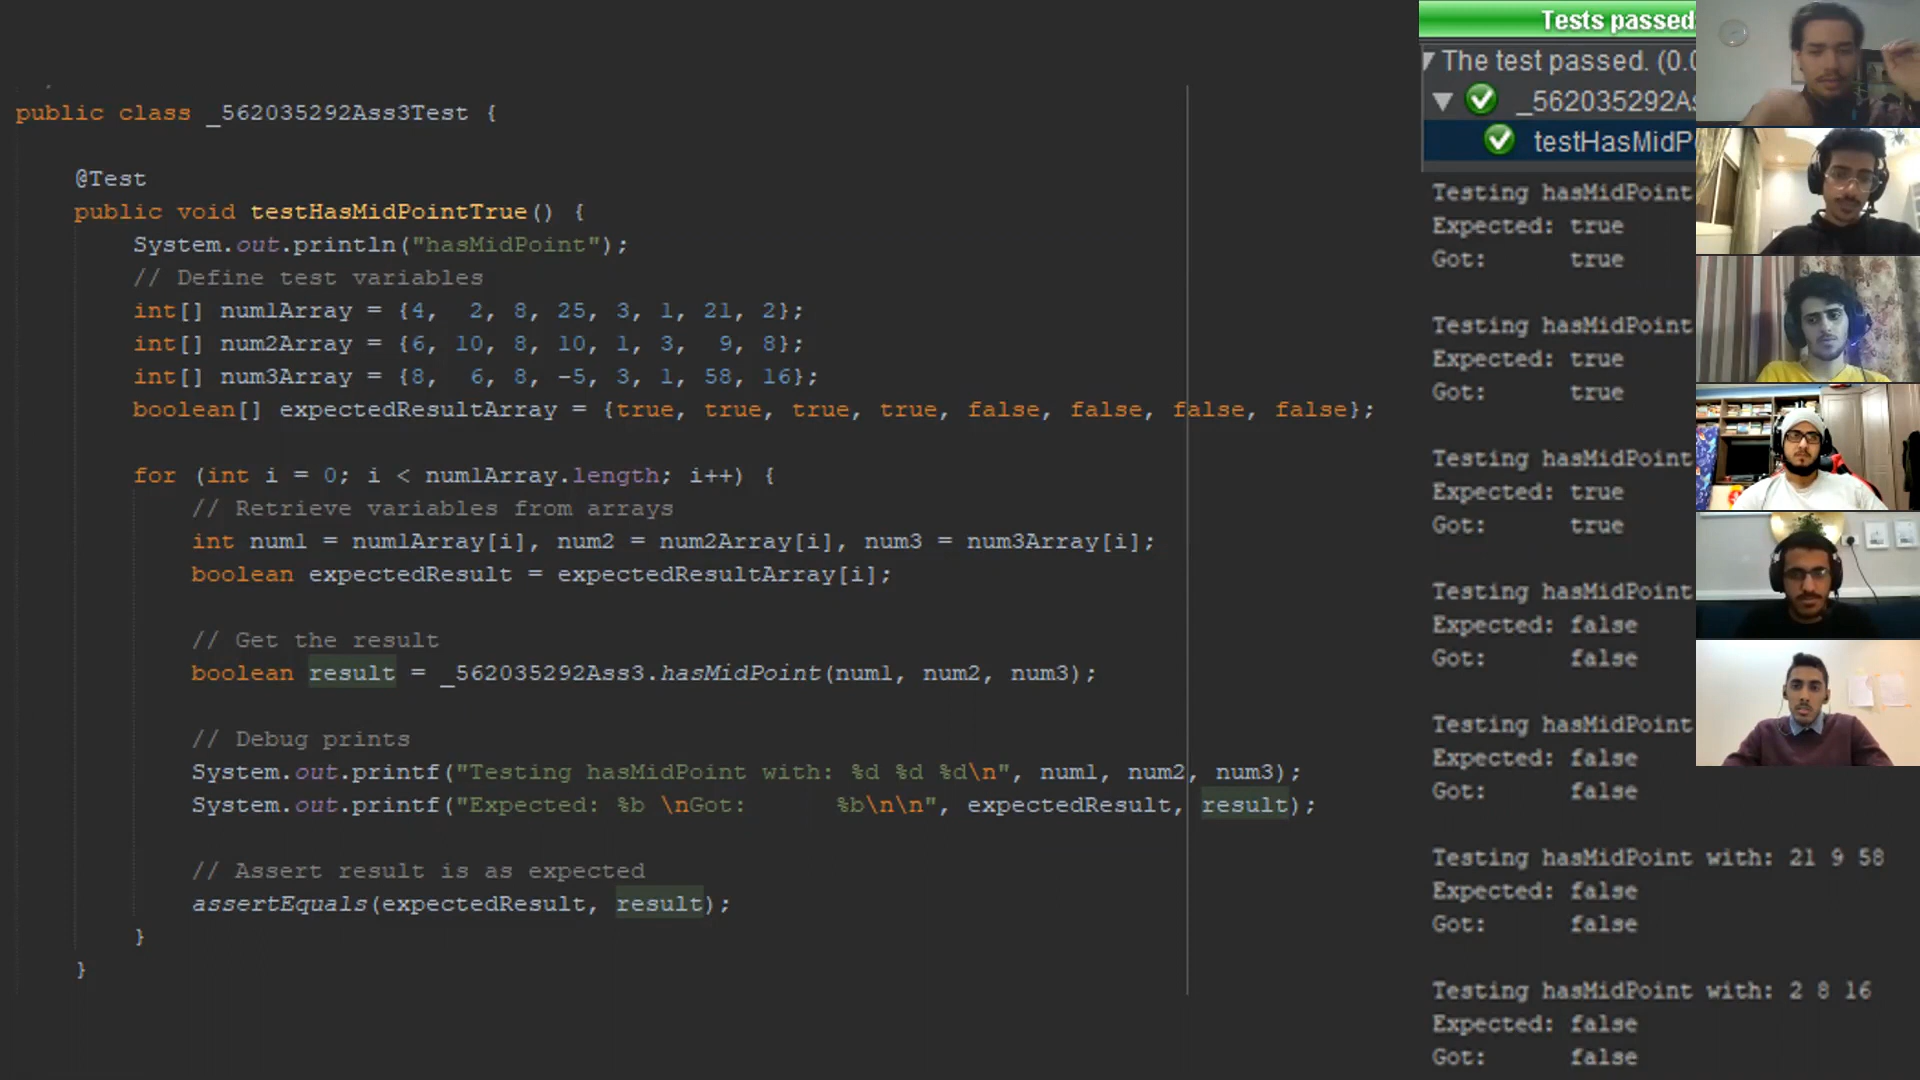 public class _562035292Ass3Test {
@Test
public void testHasMidPointTrue() {
System.out.println("hasMidPoint");
// Define test variables
int[] num1Array = {4, 2, 8, 25, 3, 1, 21, 2};
int[] num2Array = {6, 10, 8, 10, 1, 3, 9, 8};
int[] num3Array = {8, 6, 8, -5, 3, 1, 58, 16};
boolean[] expectedResultArray = {true, true, true, true, false, false, false, false};
for (int i = 0; i < num1Array.length; i++) {
// Retrieve variables from arrays
int num1 = num1Array[i], num2 = num2Array[i], num3 = num3Array[i];
boolean expectedResult = expectedResultArray[i];
// Get the result
boolean result = _562035292Ass3.hasMidPoint(num1, num2, num3);
// Debug prints
System.out.printf("Testing hasMidPoint with: %d %d %d\n", num1, num2, num3);
System.out.printf("Expected: %b \nGot:      %b\n\n", expectedResult, result);
// Assert result is as expected
assertEquals(expectedResult, result);
}
}
Tests passed:
The test passed. (0.0
_562035292As
testHasMidP
Testing hasMidPoint
Expected: true
Got: true
Testing hasMidPoint
Expected: true
Got: true
Testing hasMidPoint
Expected: true
Got: true
Testing hasMidPoint
Expected: false
Got: false
Testing hasMidPoint
Expected: false
Got: false
Testing hasMidPoint with: 21 9 58
Expected: false
Got: false
Testing hasMidPoint with: 2 8 16
Expected: false
Got: false